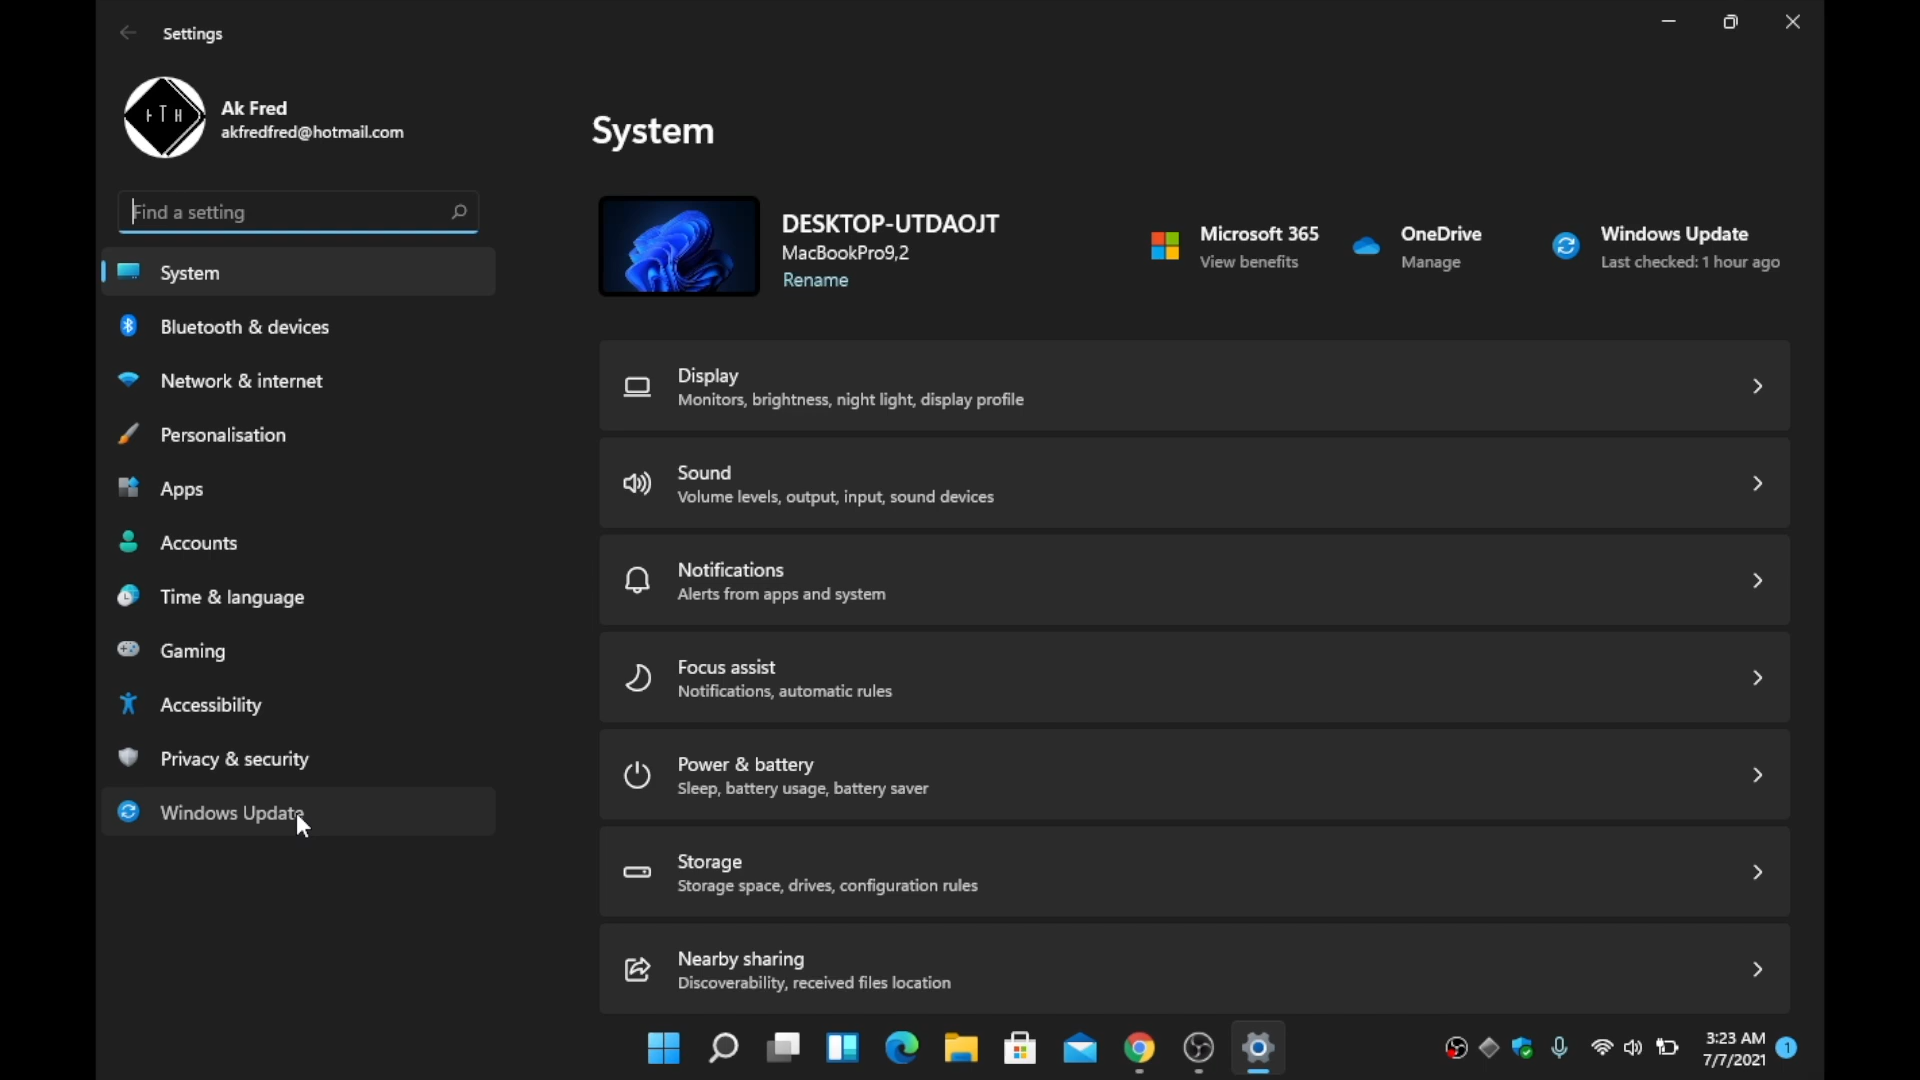 Settings
Ak Fred
akfredfred@hotmail.com
Find a setting
System
Bluetooth & devices
Network & internet
Personalisation
Apps
Accounts
Time & language
Gaming
Accessibility
Privacy & security
Windows Update
System
DESKTOP-UTDAOJT
MacBookPro9,2
Rename
Microsoft 365
View benefits
OneDrive
Manage
Windows Update
Last checked: 1 hour ago
Display
Monitors, brightness, night light, display profile
Sound
Volume levels, output, input, sound devices
Notifications
Alerts from apps and system
Focus assist
Notifications, automatic rules
Power & battery
Sleep, battery usage, battery saver
Storage
Storage space, drives, configuration rules
Nearby sharing
Discoverability, received files location
3:23 AM
7/7/2021
1